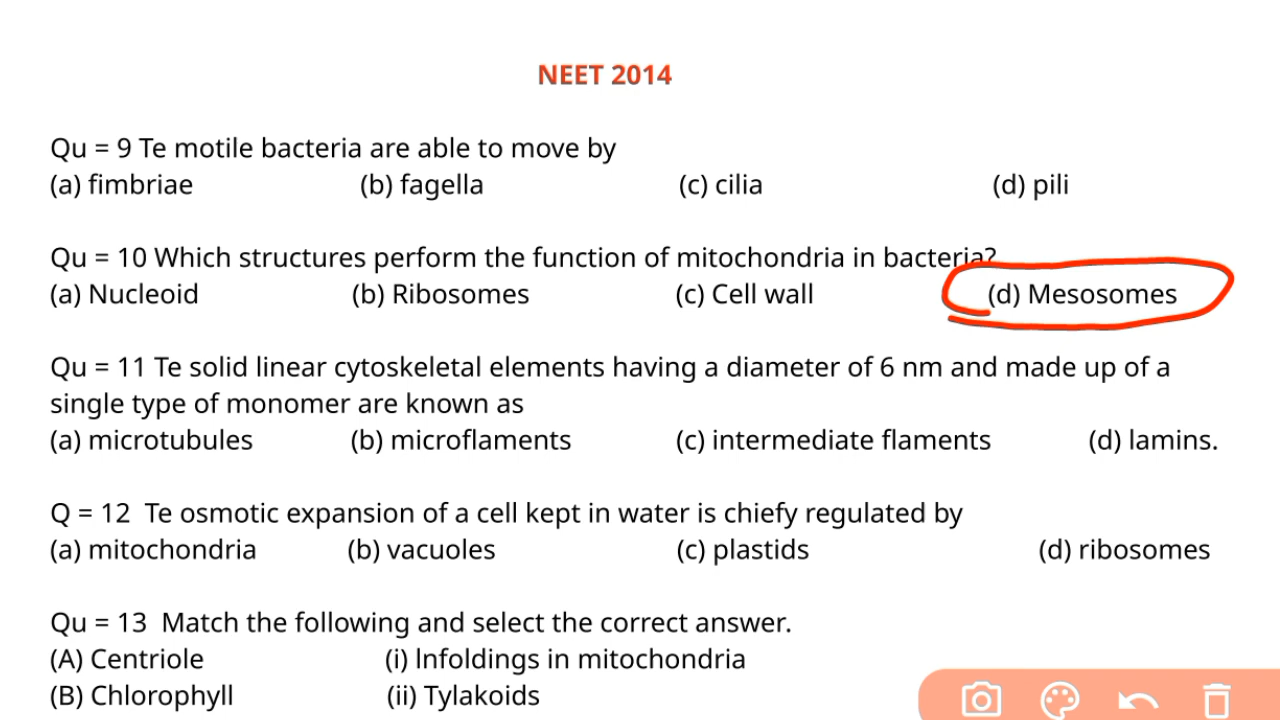 NEET 2014
Qu = 9 Te motile bacteria are able to move by
(a) fimbriae (b) fagella (c) cilia (d) pili
Qu = 10 Which structures perform the function of mitochondria in bacteria?
(a) Nucleoid (b) Ribosomes (c) Cell wall (d) Mesosomes
Qu = 11 Te solid linear cytoskeletal elements having a diameter of 6 nm and made up of a
single type of monomer are known as
(a) microtubules (b) microflaments (c) intermediate flaments (d) lamins.
Q = 12 Te osmotic expansion of a cell kept in water is chiefy regulated by
(a) mitochondria (b) vacuoles (c) plastids (d) ribosomes
Qu = 13 Match the following and select the correct answer.
(A) Centriole (i) lnfoldings in mitochondria
(B) Chlorophyll (ii) Tylakoids